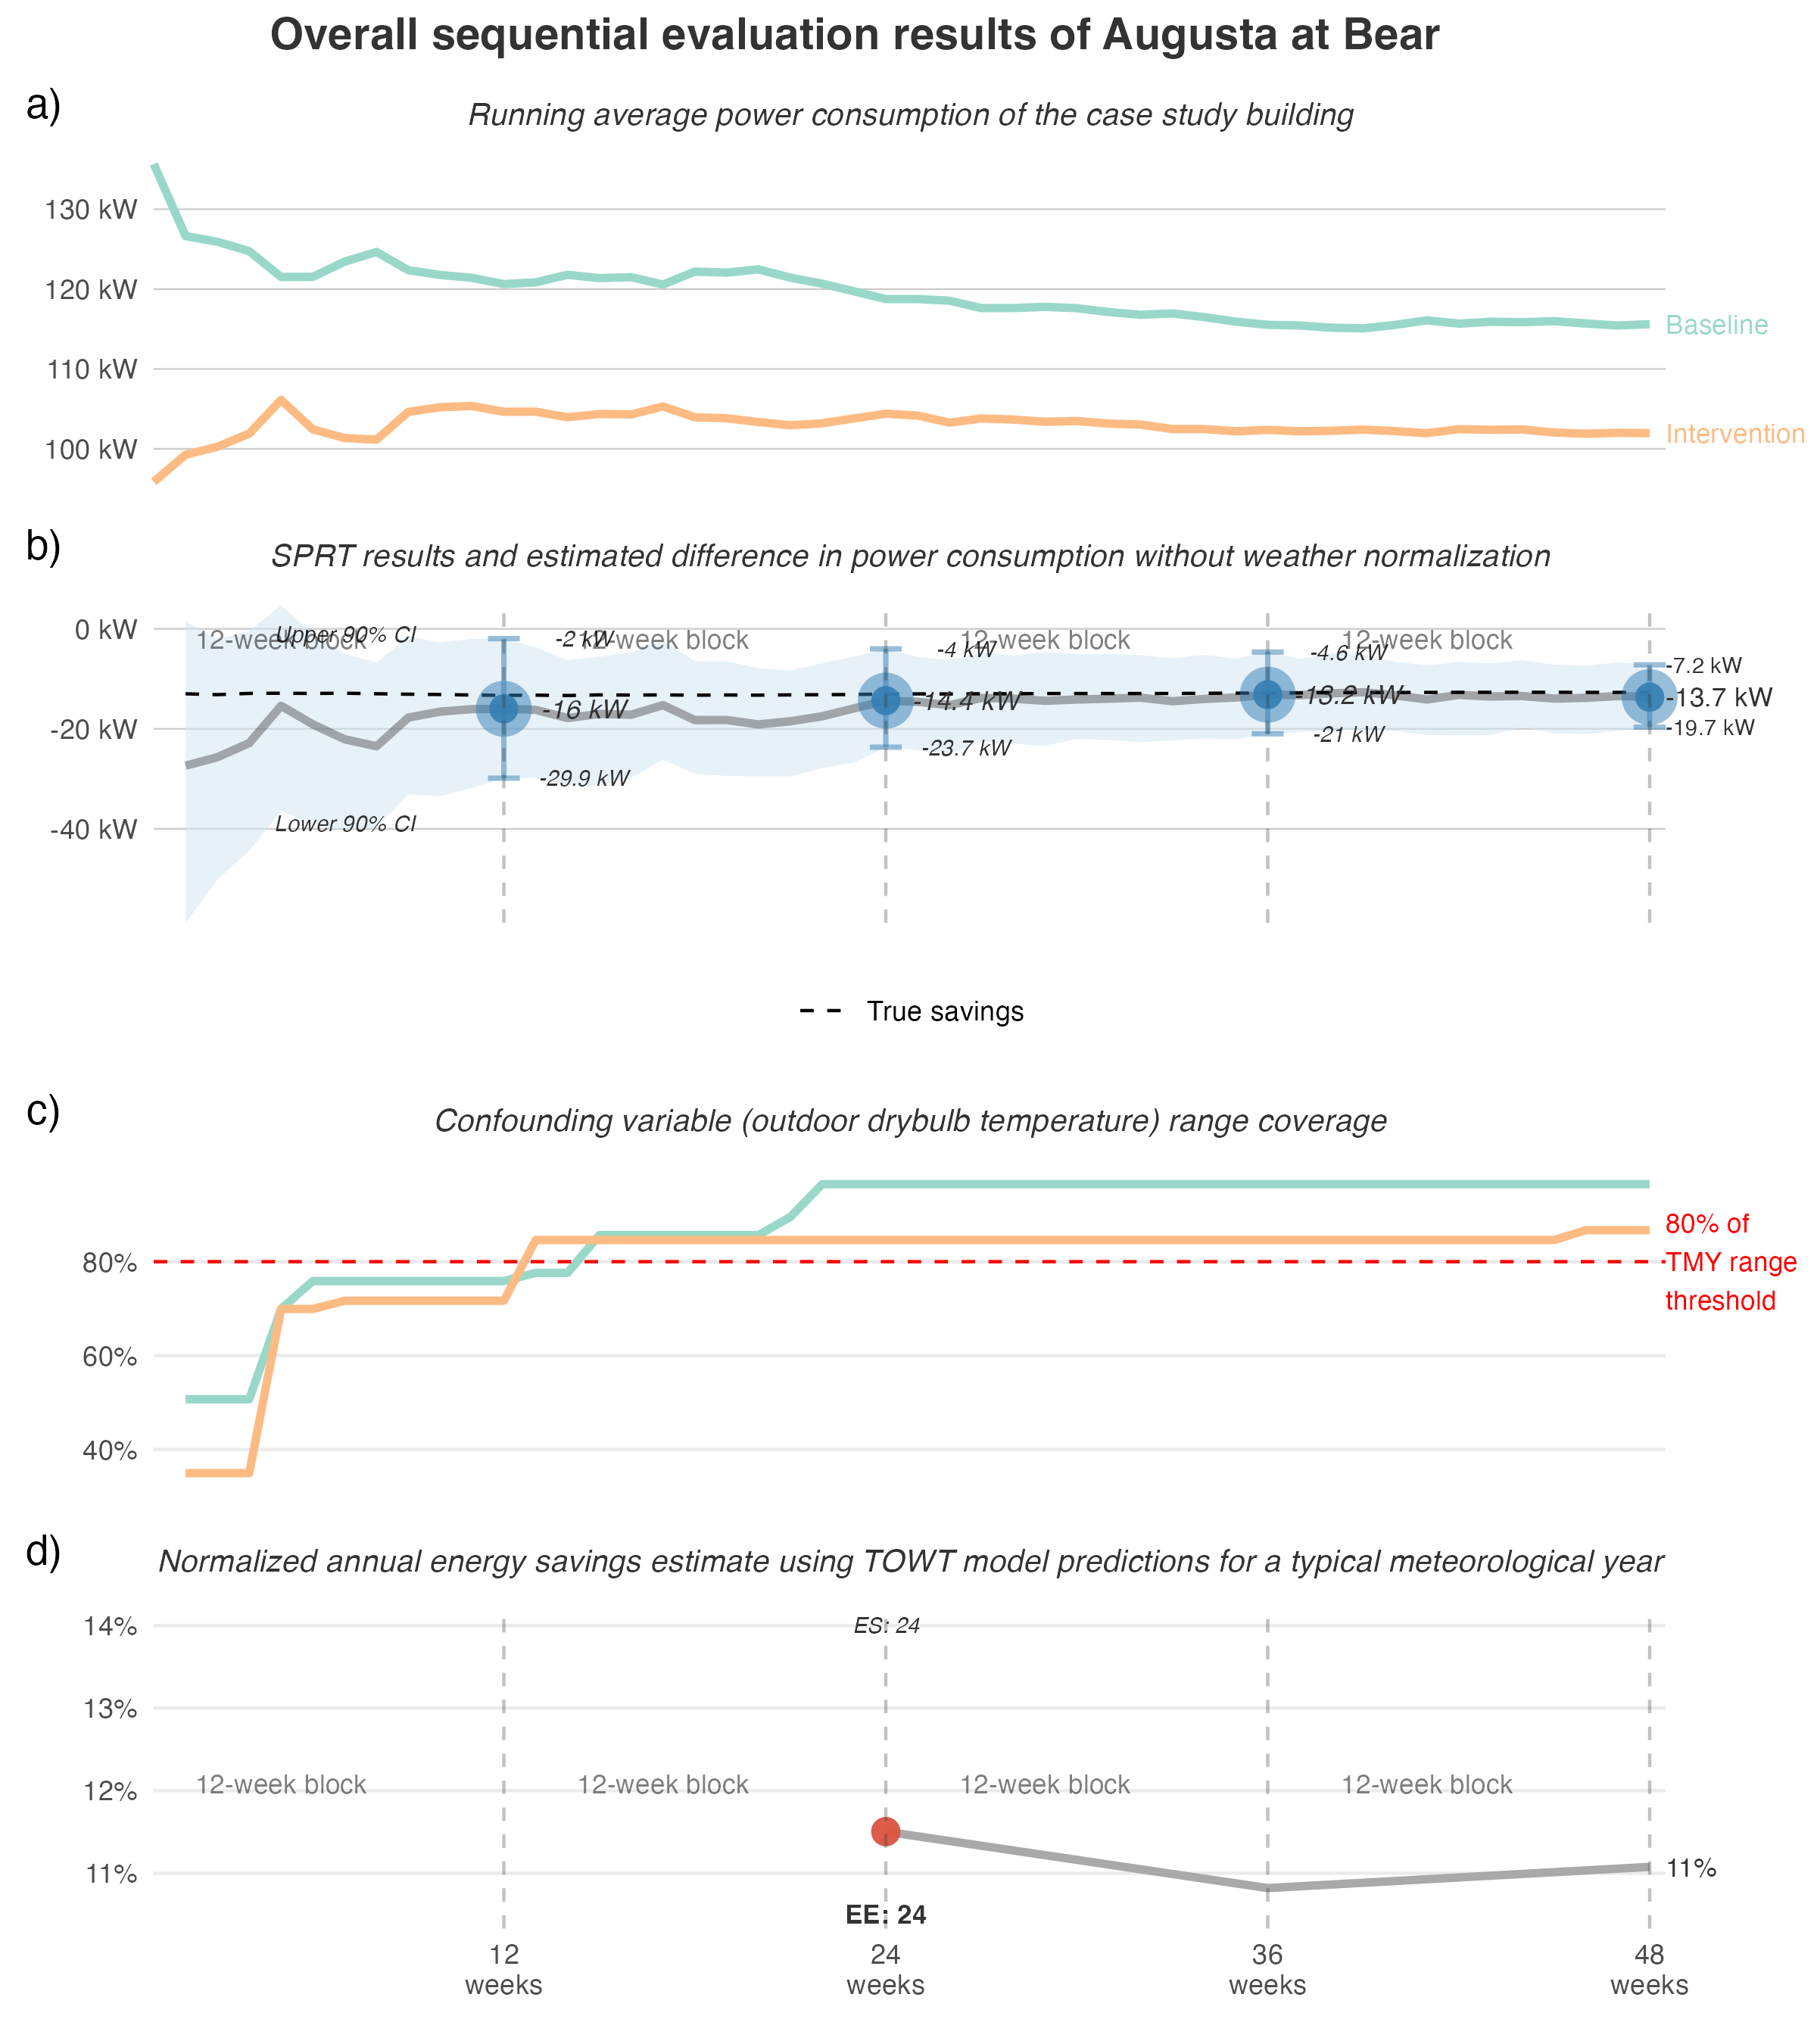 Overall sequential evaluation results of Augusta at Bear
a)
Running average power consumption of the case study building
130 kW
120 kW
110 kW
100 kW
Baseline
Intervention
b)
SPRT results and estimated difference in power consumption without weather normalization
0 kW
-20 kW
-40 kW
12-week block
12-week block
12-week block
12-week block
Upper 90% CI
Lower 90% CI
-2 kW
-16 kW
-29.9 kW
-4 kW
-14.4 kW
-23.7 kW
-4.6 kW
-13.2 kW
-21 kW
-7.2 kW
-13.7 kW
-19.7 kW
True savings
c)
Confounding variable (outdoor drybulb temperature) range coverage
80%
60%
40%
80% of
TMY range
threshold
d)
Normalized annual energy savings estimate using TOWT model predictions for a typical meteorological year
14%
13%
12%
11%
ES: 24
12-week block
12-week block
12-week block
12-week block
11%
EE: 24
12
weeks
24
weeks
36
weeks
48
weeks